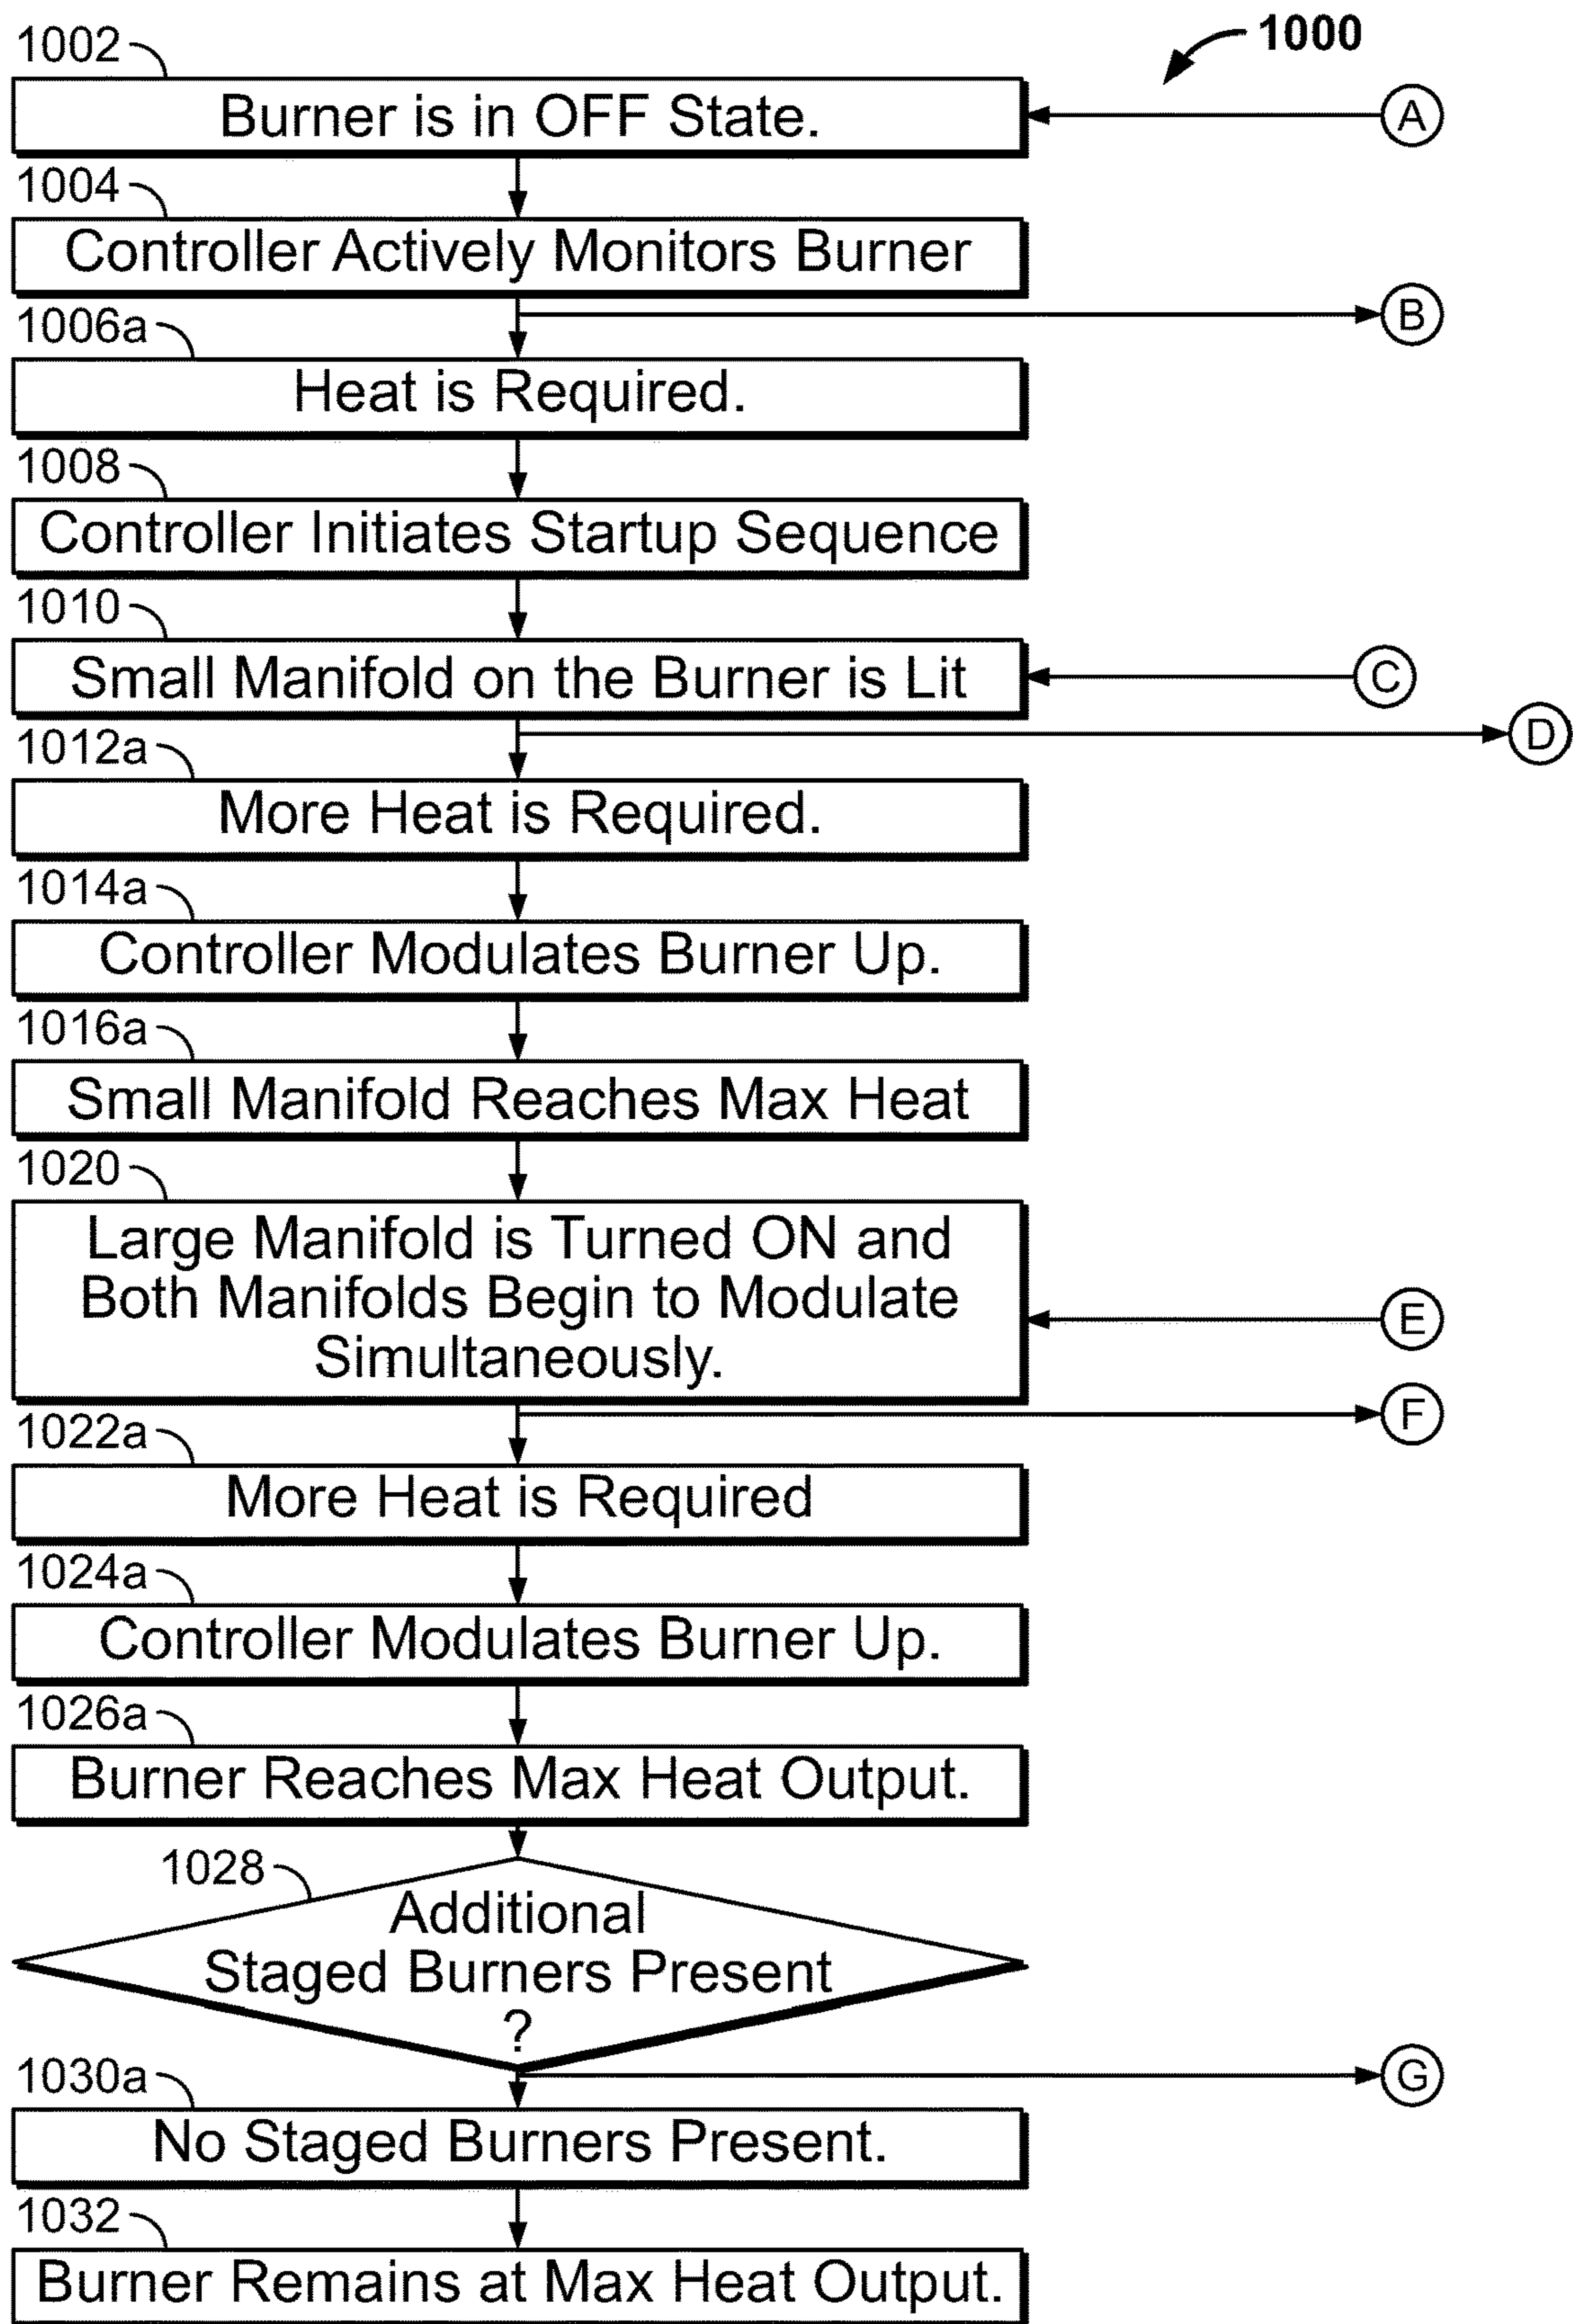 1000
1002
Burner is in OFF State.
A
1004
Controller Actively Monitors Burner
B
1006a
Heat is Required.
1008
Controller Initiates Startup Sequence
1010
Small Manifold on the Burner is Lit
C
D
1012a
More Heat is Required.
1014a
Controller Modulates Burner Up.
1016a
Small Manifold Reaches Max Heat
1020
Large Manifold is Turned ON and
Both Manifolds Begin to Modulate
Simultaneously.
E
F
1022a
More Heat is Required
1024a
Controller Modulates Burner Up.
1026a
Burner Reaches Max Heat Output.
1028
Additional
Staged Burners Present
?
G
1030a
No Staged Burners Present.
1032
Burner Remains at Max Heat Output.